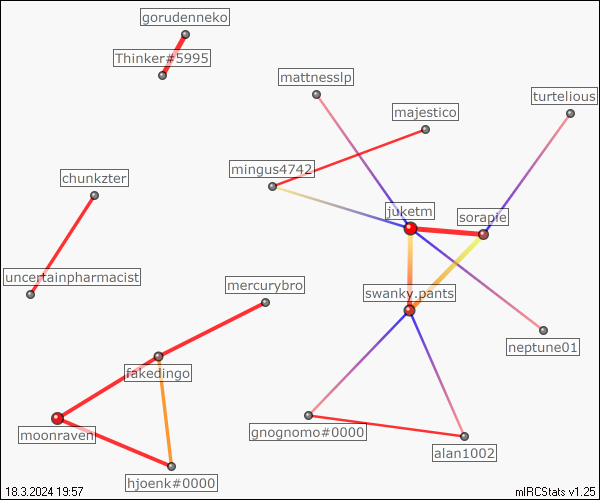 gorudenneko
Thinker#5995
mattnesslp
turtelious
majestico
mingus4742
chunkzter
juketm
sorapie
uncertainpharmacist
mercurybro
swanky.pants
neptune01
fakedingo
moonraven
gnognomo#0000
alan1002
hjoenk#0000
18.3.2024 19:57
mIRCStats v1.25